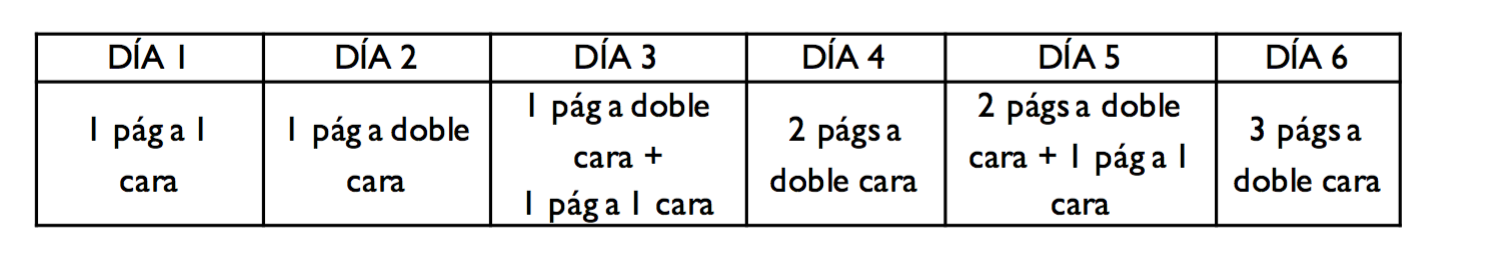 DÍA 1
DÍA 2
DÍA 3
DÍA 4
DÍA 5
DÍA 6
1 pág a 1
cara
1 pág a doble
cara
1 pág a doble
cara +
1 pág a 1 cara
2 págs a
doble cara
2 págs a doble
cara + 1 pág a 1
cara
3 págs a
doble cara